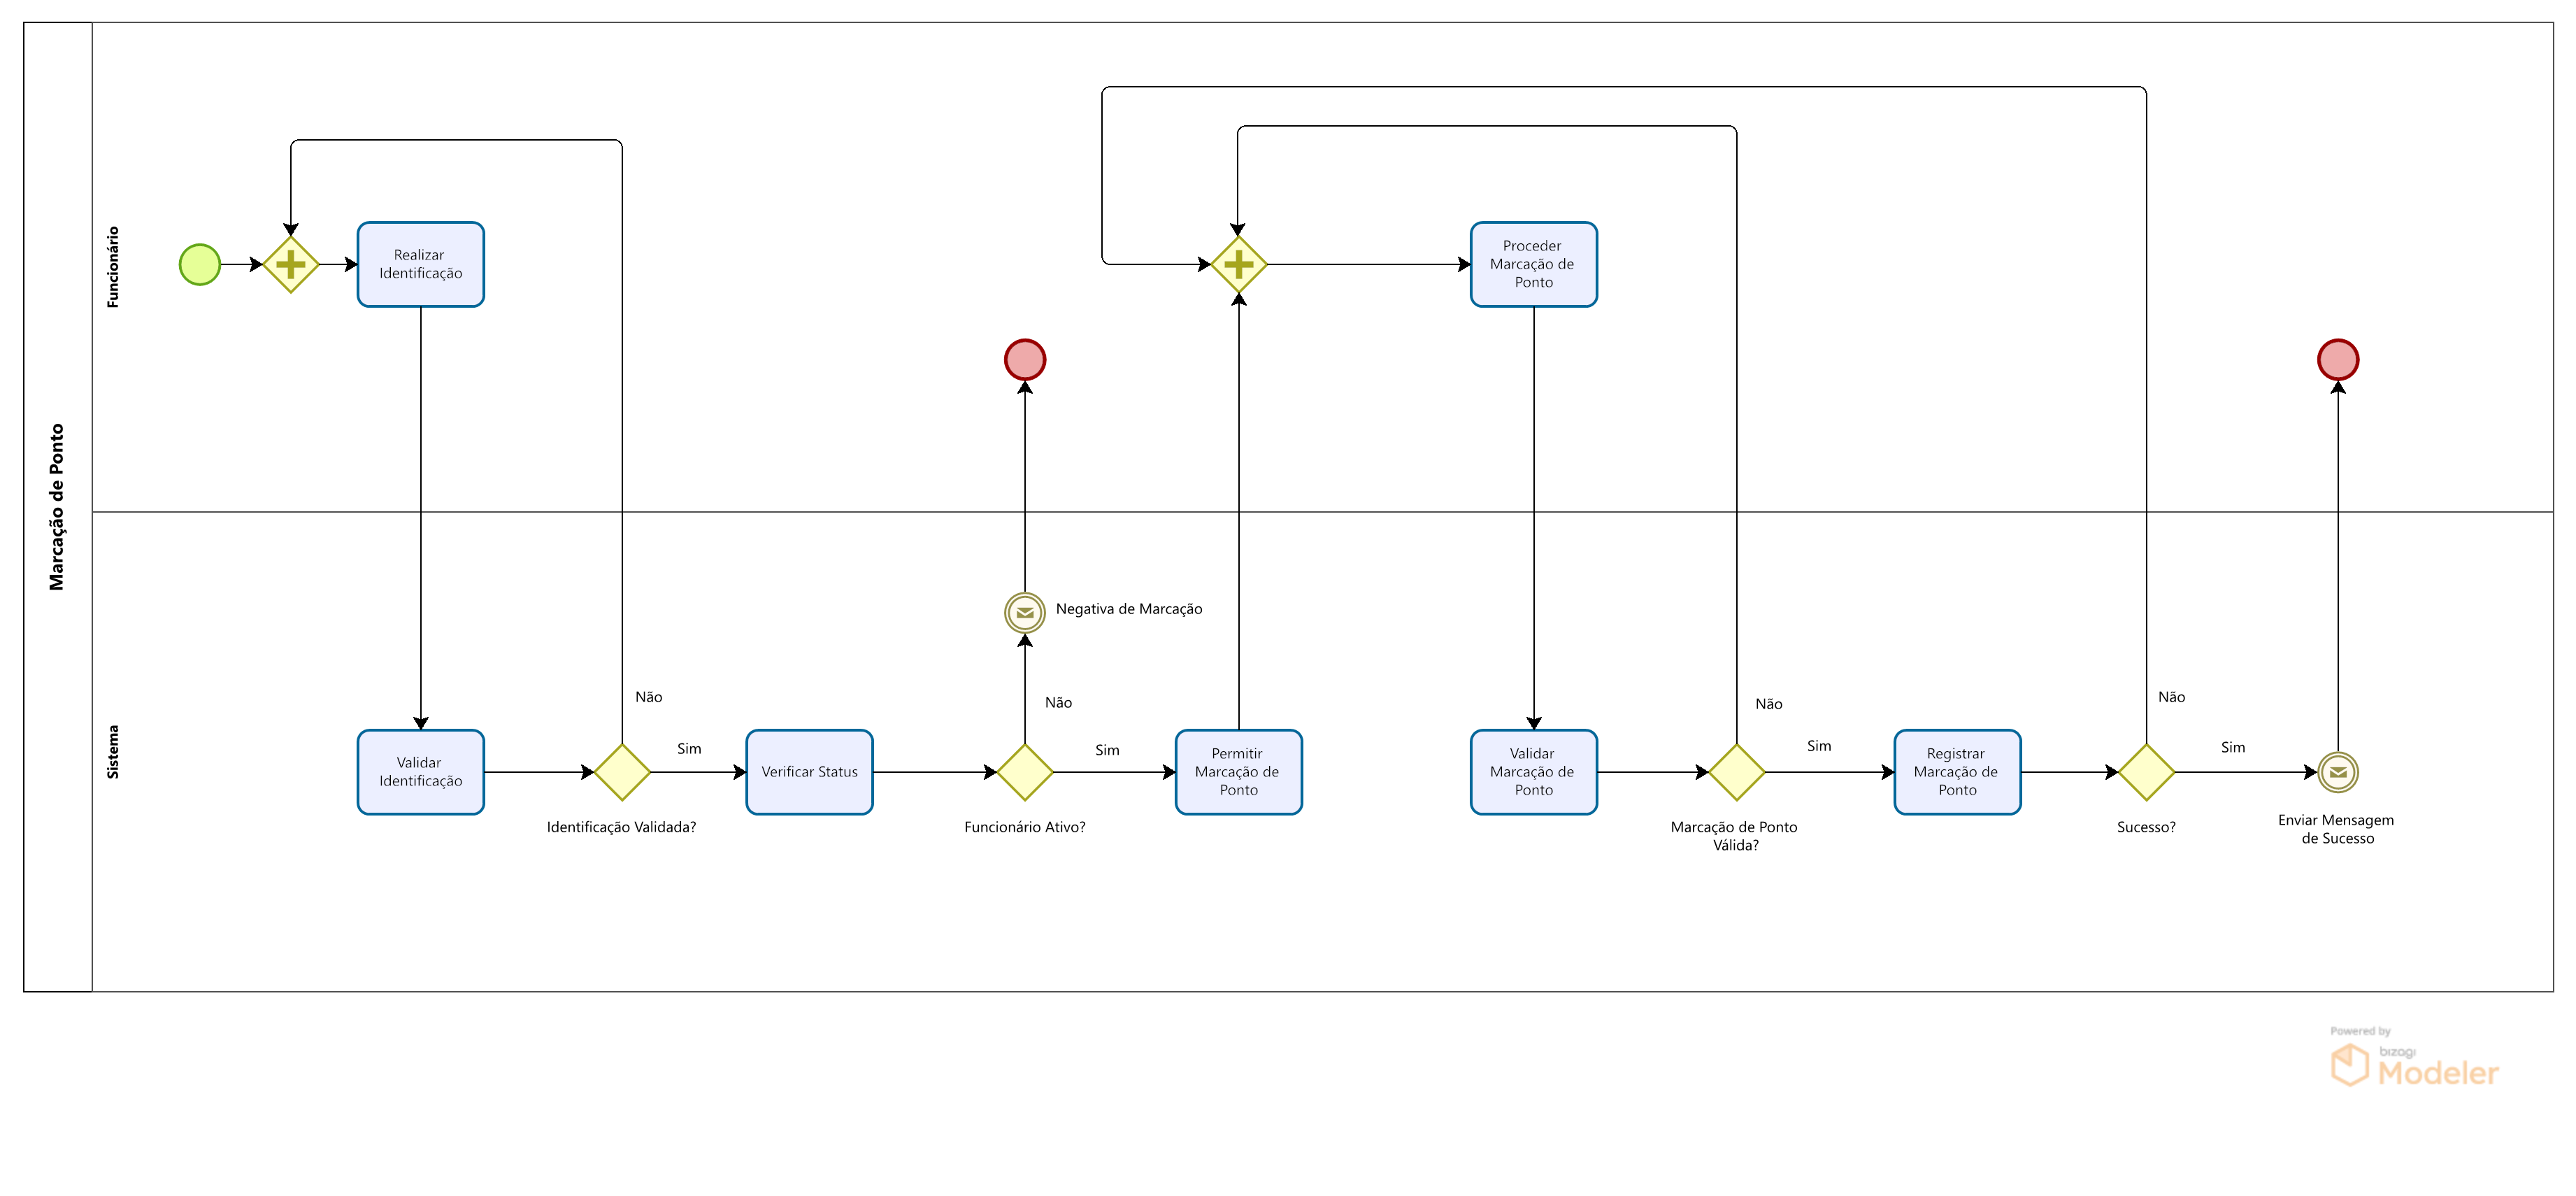 Marcação de Ponto
Funcionário
Realizar
Identificação
Proceder
Marcação de
Ponto
Sistema
Negativa de Marcação
Validar
Identificação
Não
Sim
Identificação Validada?
Verificar Status
Não
Sim
Funcionário Ativo?
Permitir
Marcação de
Ponto
Validar
Marcação de
Ponto
Não
Sim
Marcação de Ponto
Válida?
Registrar
Marcação de
Ponto
Não
Sim
Sucesso?
Enviar Mensagem
de Sucesso
Powered by
bizagi
Modeler